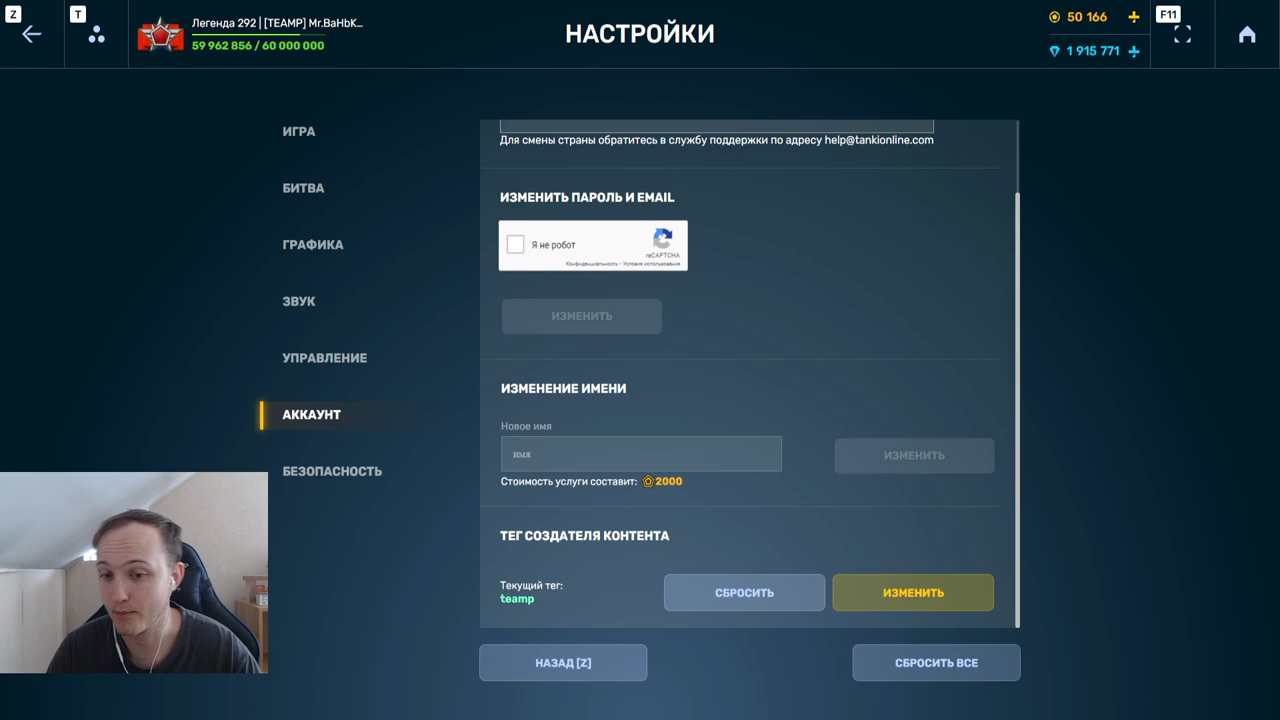 Z
T
Легенда 292 | [TEAMP] Mr.BaHbK...
59 962 856 / 60 000 000
НАСТРОЙКИ
50 166
1 915 771
F11
ИГРА
БИТВА
ГРАФИКА
ЗВУК
УПРАВЛЕНИЕ
АККАУНТ
БЕЗОПАСНОСТЬ
Для смены страны обратитесь в службу поддержки по адресу help@tankionline.com
ИЗМЕНИТЬ ПАРОЛЬ И EMAIL
Я не робот
reCAPTCHA
Конфиденциальность - Условия использования
ИЗМЕНИТЬ
ИЗМЕНЕНИЕ ИМЕНИ
Новое имя
имя
ИЗМЕНИТЬ
Стоимость услуги составит: 2000
ТЕГ СОЗДАТЕЛЯ КОНТЕНТА
Текущий тег:
teamp
СБРОСИТЬ
ИЗМЕНИТЬ
НАЗАД [Z]
СБРОСИТЬ ВСЕ